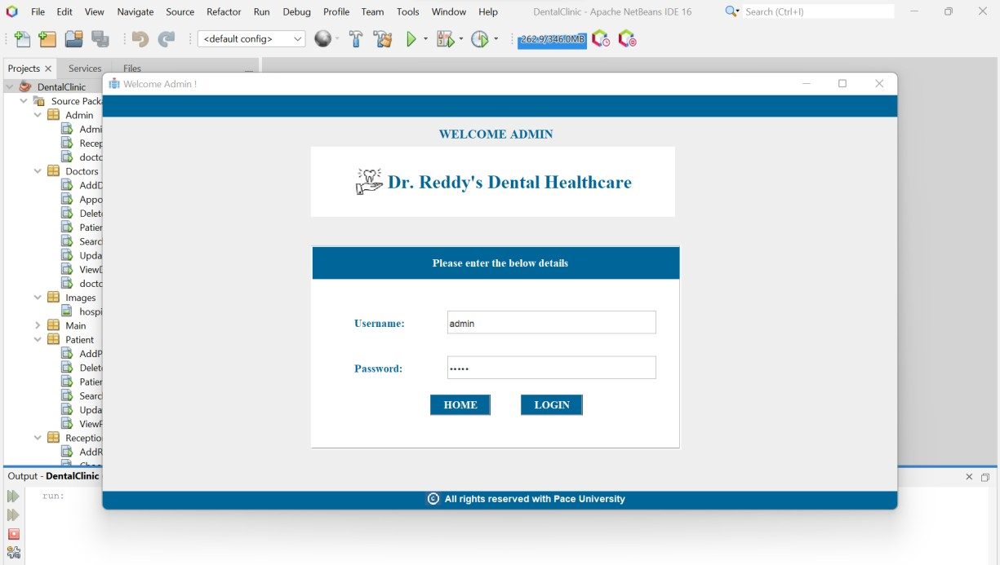 File Edit View Navigate Source Refactor Run Debug Profile Team Tools Window Help DentalClinic - Apache NetBeans IDE 16 Search (Ctrl+I)
<default config> 262.9/346.0MB
Projects Services Files
DentalClinic
Source Packa
Admin
Admi
Recep
docto
Doctors
AddD
Appo
Delet
Patier
Searc
Upda
ViewD
docto
Images
hospi
Main
Patient
AddP
Delet
Patier
Searc
Upda
ViewP
Receptio
AddR
Welcome Admin !
WELCOME ADMIN
Dr. Reddy's Dental Healthcare
Please enter the below details
Username: admin
Password: •••••
HOME LOGIN
© All rights reserved with Pace University
Output - DentalClinic
run: